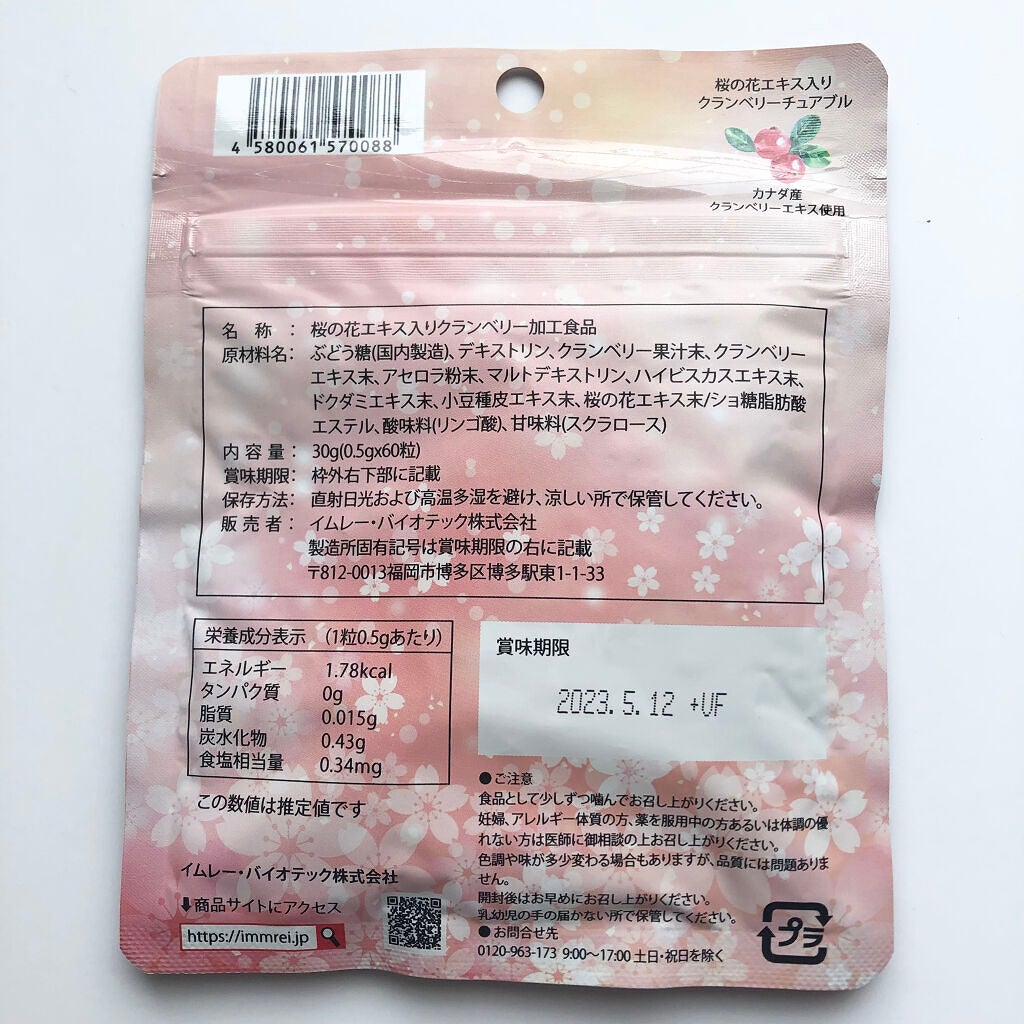 4 580061 570088
桜の花エキス入り
クランベリーチュアブル
カナダ産
クランベリーエキス使用
名 称 : 桜の花エキス入りクランベリー加工食品
原材料名: ぶどう糖(国内製造)、デキストリン、クランベリー果汁末、クランベリー
エキス末、アセロラ粉末、マルトデキストリン、ハイビスカスエキス末、
ドクダミエキス末、小豆種皮エキス末、桜の花エキス末/ショ糖脂肪酸
エステル、酸味料(リンゴ酸)、甘味料(スクラロース)
内 容 量 : 30g(0.5gx60粒)
賞味期限: 枠外右下部に記載
保存方法: 直射日光および高温多湿を避け、涼しい所で保管してください。
販 売 者 : イムレー・バイオテック株式会社
製造所固有記号は賞味期限の右に記載
〒812-0013福岡市博多区博多駅東1-1-33
栄養成分表示 (1粒0.5gあたり)
エネルギー 1.78kcal
タンパク質 0g
脂質 0.015g
炭水化物 0.43g
食塩相当量 0.34mg
この数値は推定値です
賞味期限
2023.5.12 +UF
●ご注意
食品として少しずつ噛んでお召し上がりください。
妊婦、アレルギー体質の方、薬を服用中の方あるいは体調の優
れない方は医師に御相談の上お召し上がりください。
色調や味が多少変わる場合もありますが、品質には問題ありま
せん。
開封後はお早めにお召し上がりください。
乳幼児の手の届かない所で保管してください。
●お問合せ先
0120-963-173 9:00～17:00 土日・祝日を除く
イムレー・バイオテック株式会社
⬇商品サイトにアクセス
https://immrei.jp
プラ